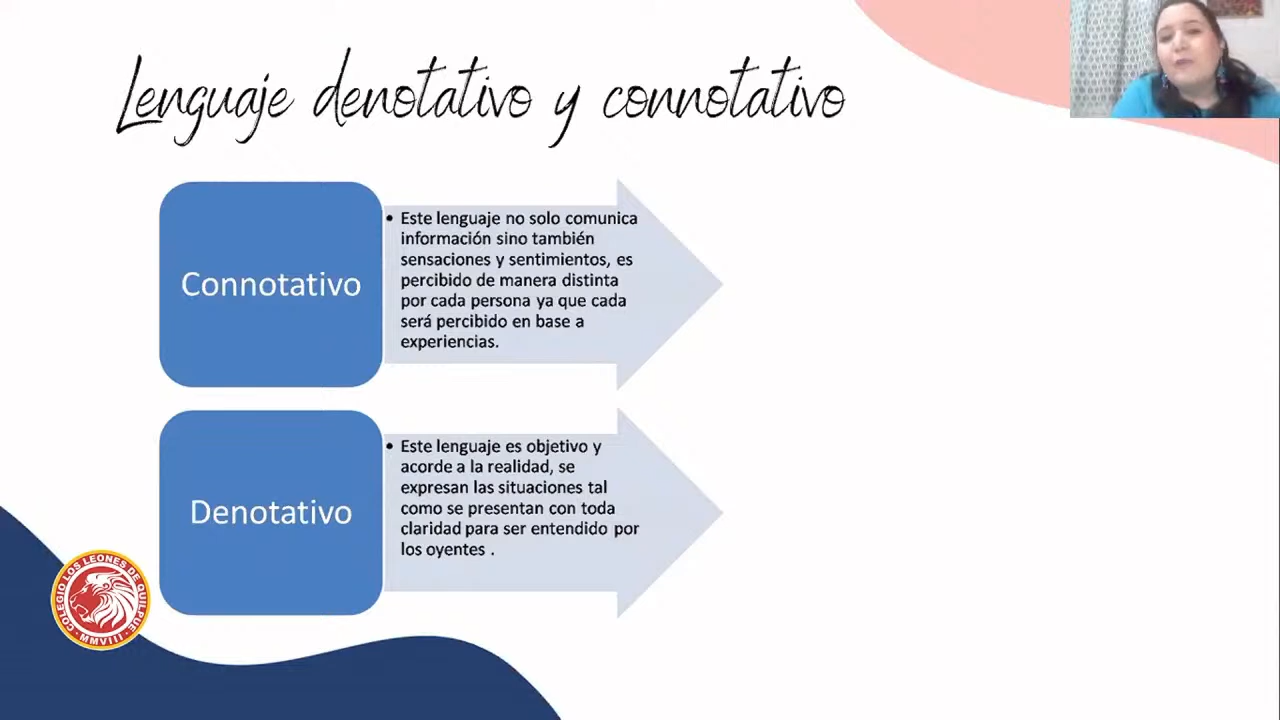 Lenguaje denotativo y connotativo
Connotativo
• Este lenguaje no solo comunica
información sino también
sensaciones y sentimientos, es
percibido de manera distinta
por cada persona ya que cada
será percibido en base a
experiencias.
Denotativo
• Este lenguaje es objetivo y
acorde a la realidad, se
expresan las situaciones tal
como se presentan con toda
claridad para ser entendido por
los oyentes .
COLEGIO LOS LEONES DE QUILPUE
• MMVIII •